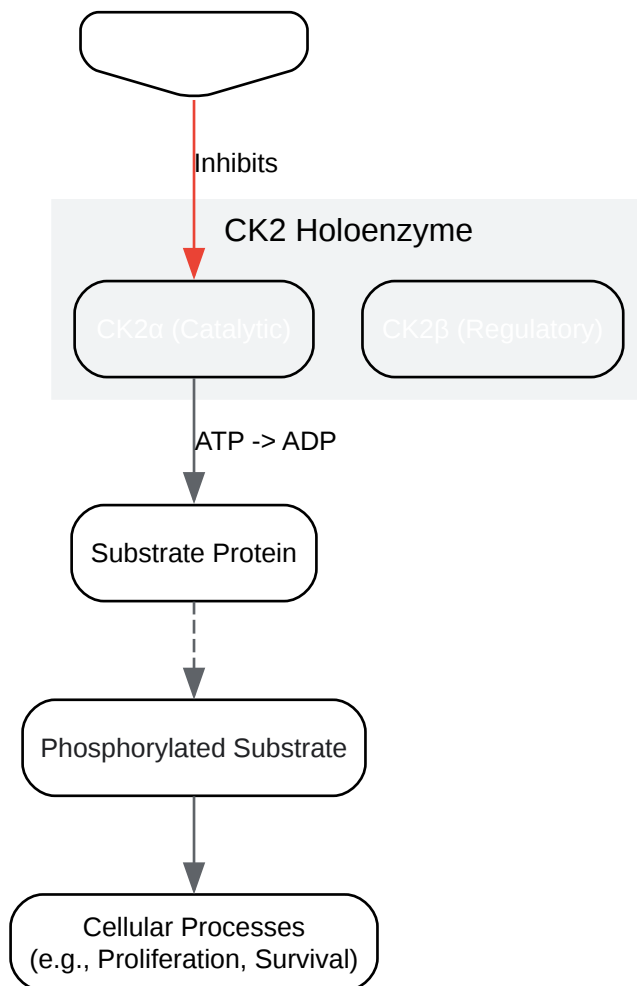 Inhibits
CK2 Holoenzyme
CK2α (Catalytic)
CK2β (Regulatory)
ATP -> ADP
Substrate Protein
Phosphorylated Substrate
Cellular Processes
(e.g., Proliferation, Survival)